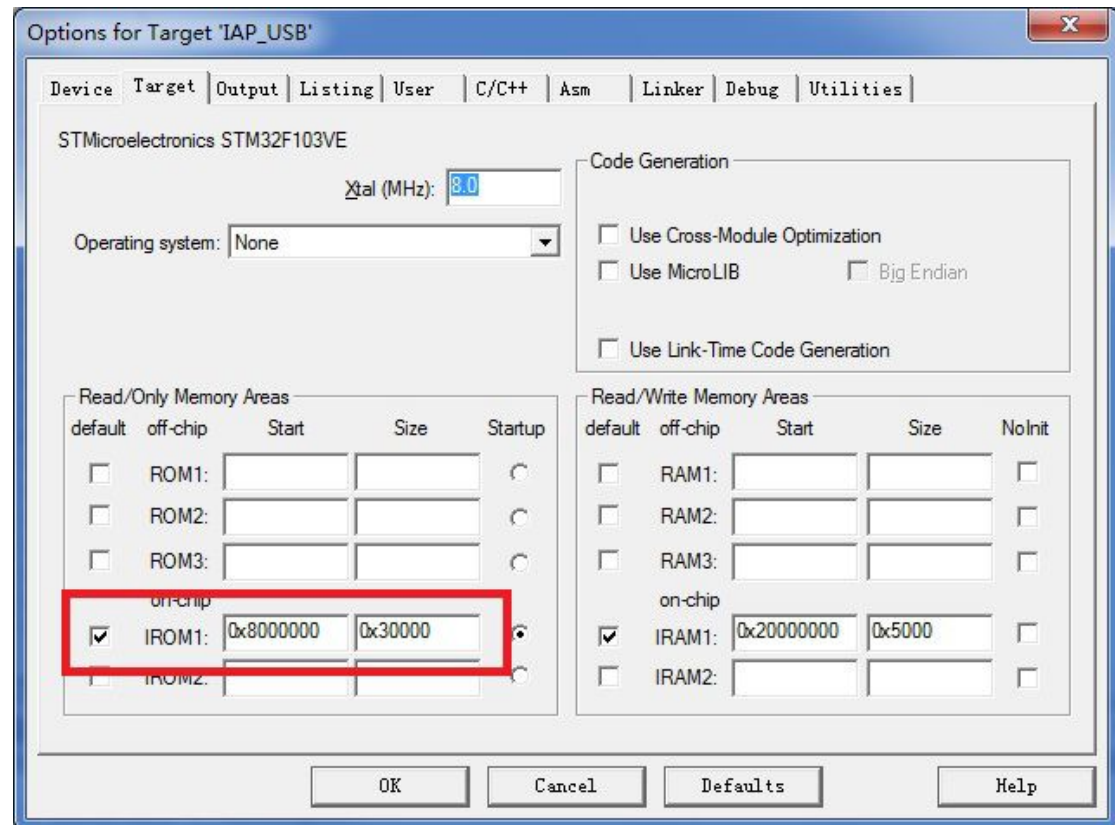 Options for Target 'IAP_USB'
Device Target Output Listing User C/C++ Asm Linker Debug Utilities
STMicroelectronics STM32F103VE
Xtal (MHz): 8.0
Operating system: None
Code Generation
Use Cross-Module Optimization
Use MicroLIB Big Endian
Use Link-Time Code Generation
Read/Only Memory Areas
default off-chip Start Size Startup
ROM1:
ROM2:
ROM3:
on-chip
IROM1: 0x8000000 0x30000
IROM2:
Read/Write Memory Areas
default off-chip Start Size NoInit
RAM1:
RAM2:
RAM3:
on-chip
IRAM1: 0x20000000 0x5000
IRAM2:
OK Cancel Defaults Help